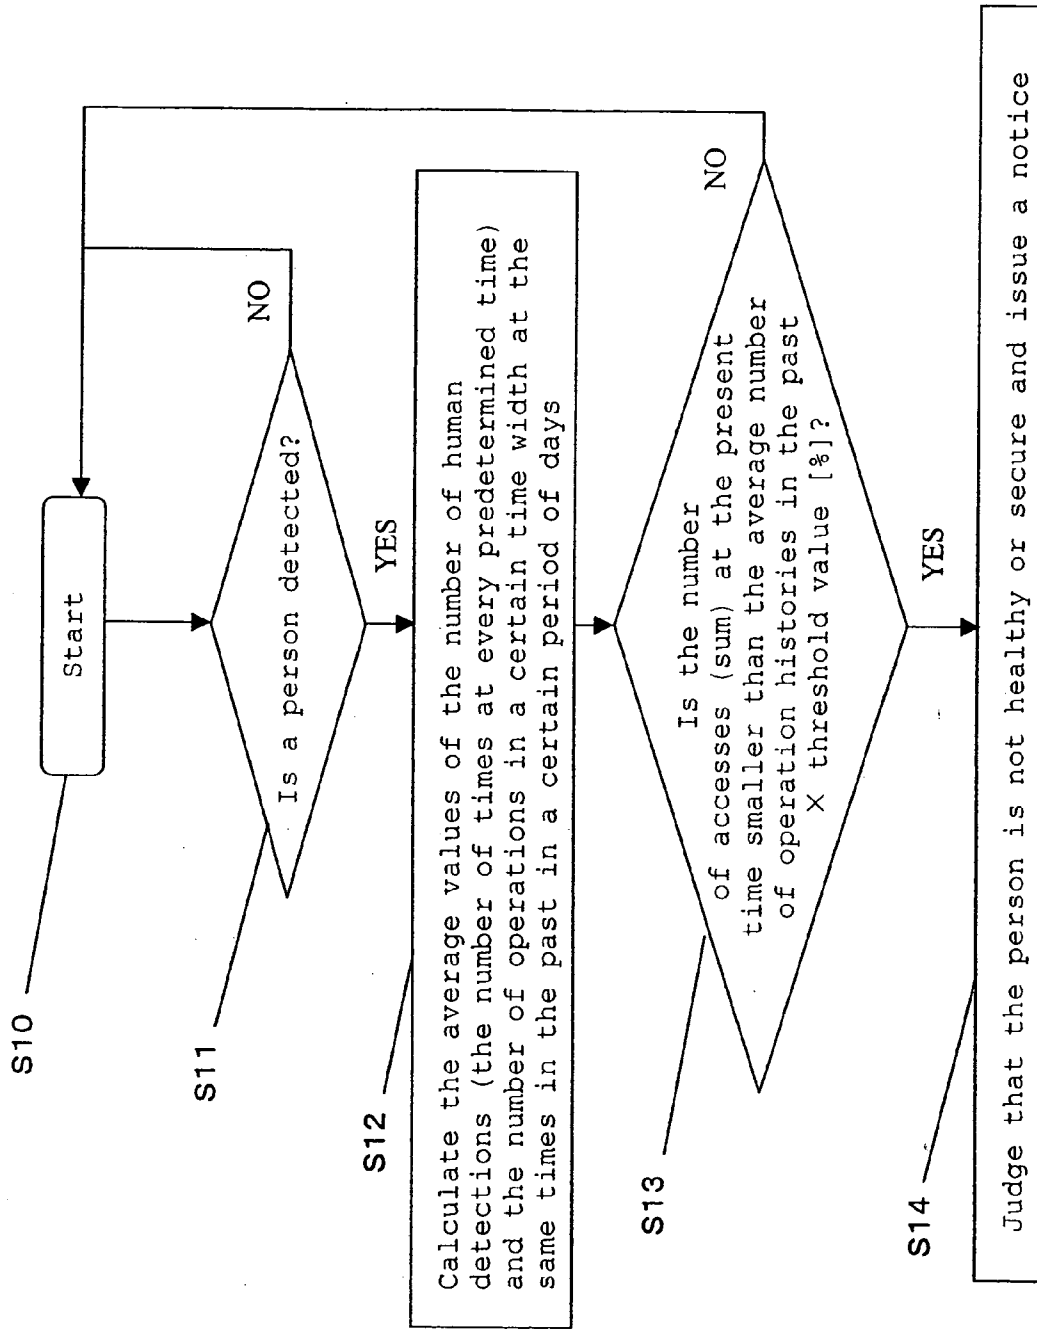 S10
Start
S11
Is a person detected?
NO
YES
S12
Calculate the average values of the number of human
detections (the number of times at every predetermined time)
and the number of operations in a certain time width at the
same times in the past in a certain period of days
S13
Is the number
of accesses (sum) at the present
time smaller than the average number
of operation histories in the past
× threshold value [%]?
NO
YES
S14
Judge that the person is not healthy or secure and issue a notice